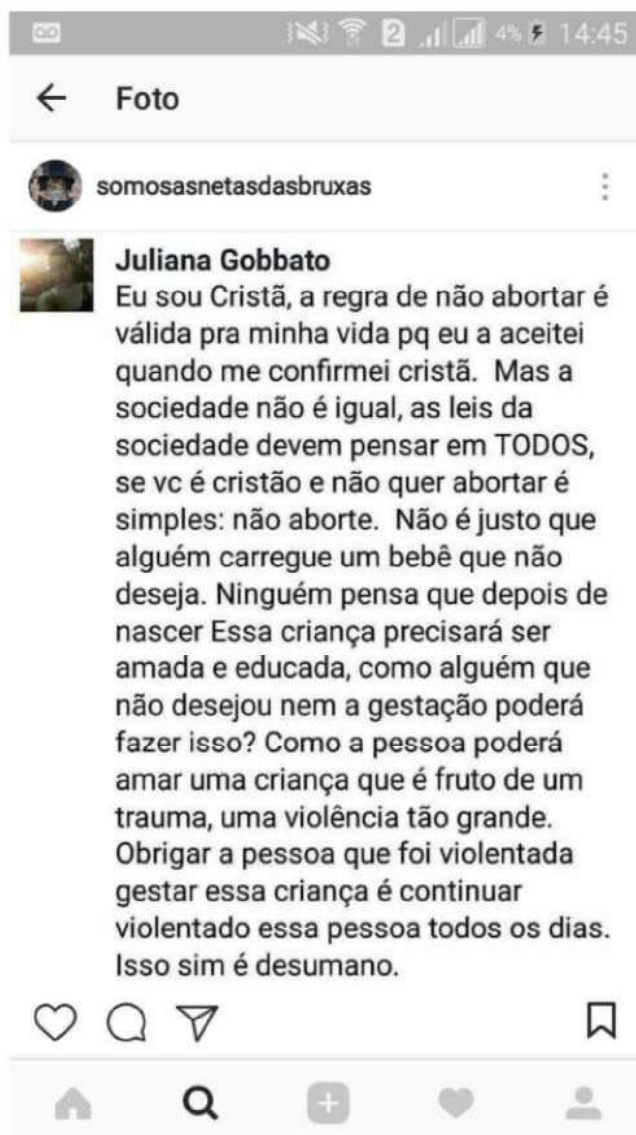 2 4% 14:45
Foto
somosasnetasdasbruxas
Juliana Gobbato
Eu sou Cristã, a regra de não abortar é
válida pra minha vida pq eu a aceitei
quando me confirmei cristã. Mas a
sociedade não é igual, as leis da
sociedade devem pensar em TODOS,
se vc é cristão e não quer abortar é
simples: não aborte. Não é justo que
alguém carregue um bebê que não
deseja. Ninguém pensa que depois de
nascer Essa criança precisará ser
amada e educada, como alguém que
não desejou nem a gestação poderá
fazer isso? Como a pessoa poderá
amar uma criança que é fruto de um
trauma, uma violência tão grande.
Obrigar a pessoa que foi violentada
gestar essa criança é continuar
violentado essa pessoa todos os dias.
Isso sim é desumano.